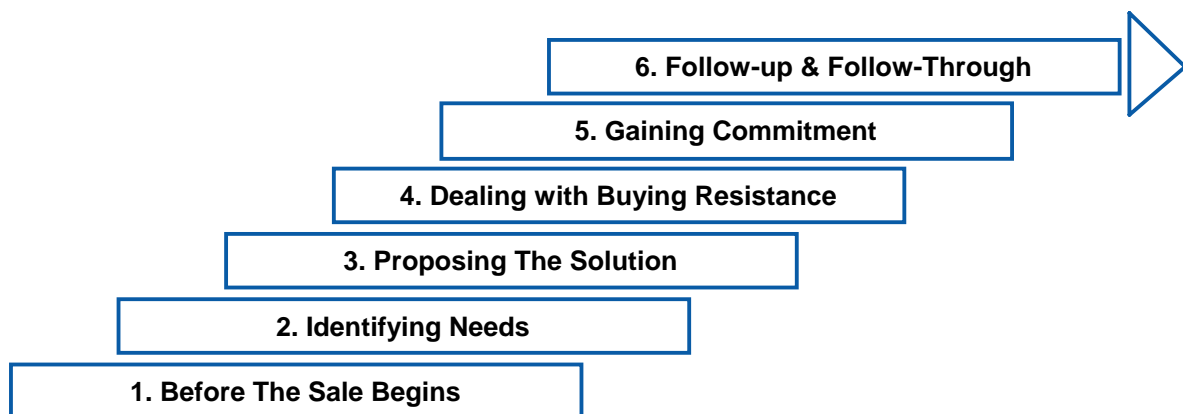 6. Follow-up & Follow-Through
5. Gaining Commitment
4. Dealing with Buying Resistance
3. Proposing The Solution
2. Identifying Needs
1. Before The Sale Begins